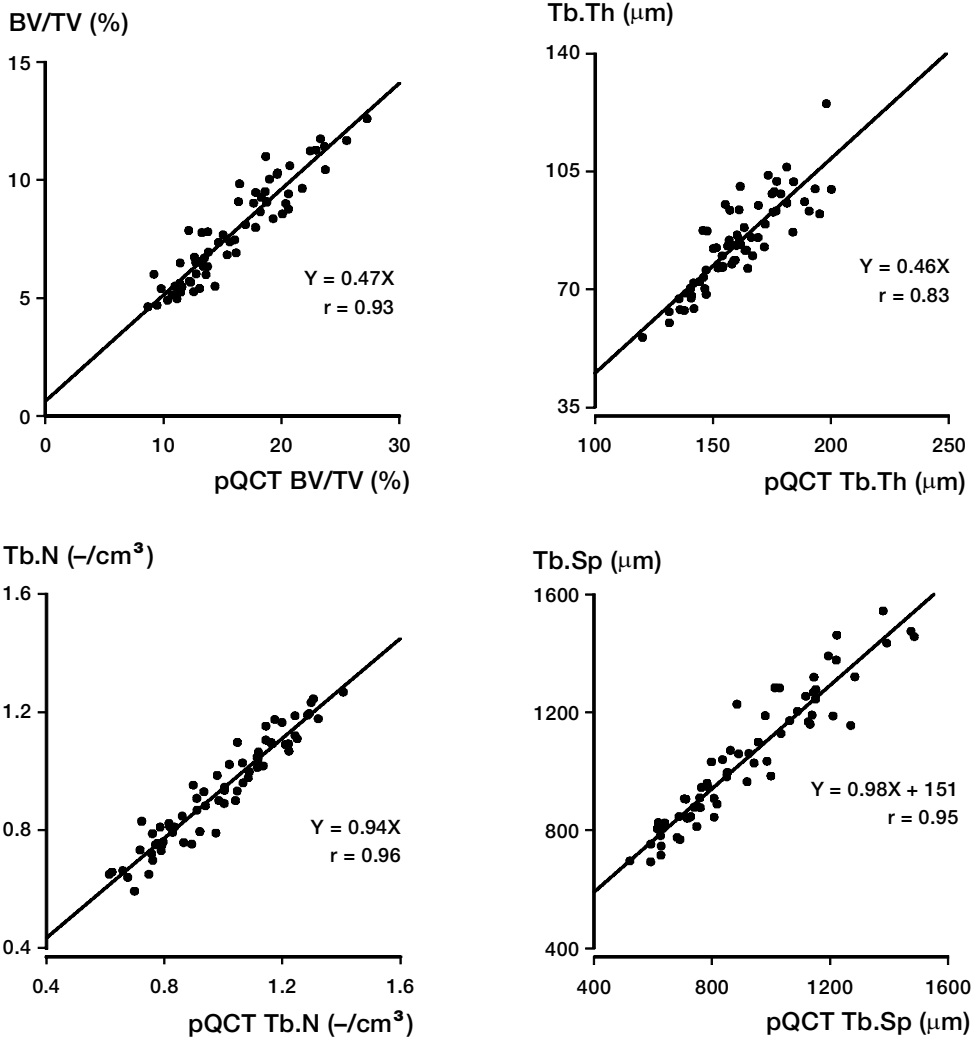 BV/TV (%)
15
10
5
0
0 10 20 30
Y = 0.47X
r = 0.93
pQCT BV/TV (%)
Tb.Th (μm)
140
105
70
35
100 150 200 250
Y = 0.46X
r = 0.83
pQCT Tb.Th (μm)
Tb.N (–/cm³)
1.6
1.2
0.8
0.4
0.4 0.8 1.2 1.6
Y = 0.94X
r = 0.96
pQCT Tb.N (–/cm³)
Tb.Sp (μm)
1600
1200
800
400
400 800 1200 1600
Y = 0.98X + 151
r = 0.95
pQCT Tb.Sp (μm)